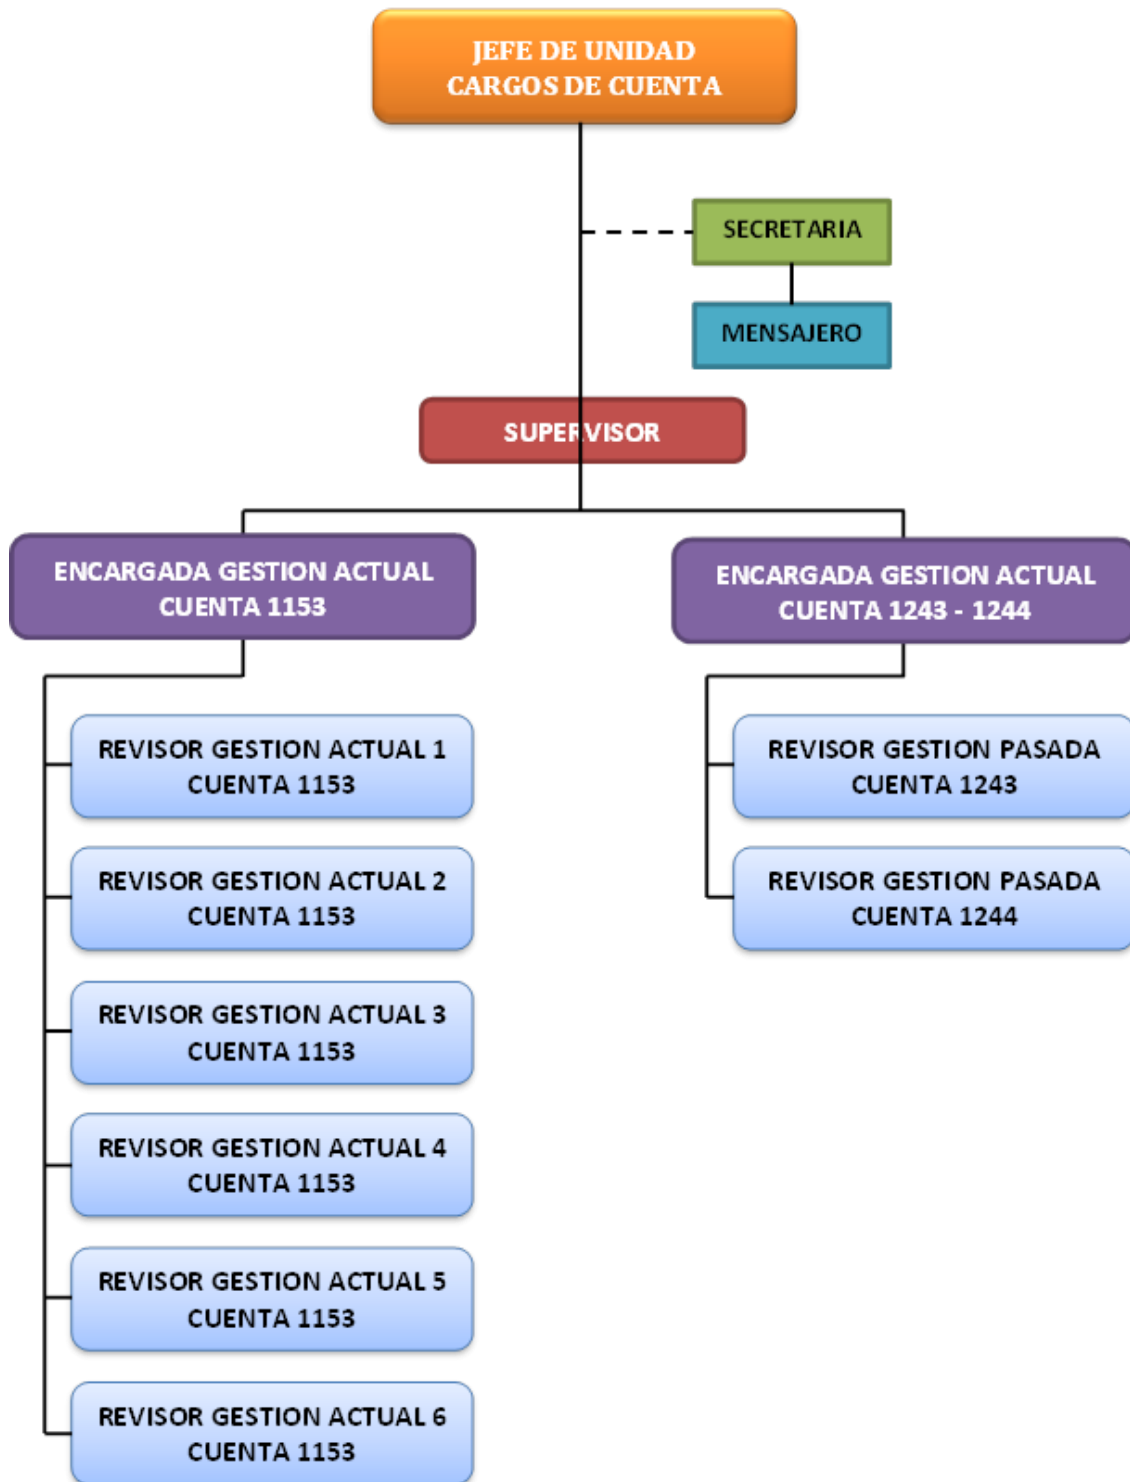 JEFE DE UNIDAD
CARGOS DE CUENTA
SECRETARIA
MENSAJERO
SUPERVISOR
ENCARGADA GESTION ACTUAL
CUENTA 1153
ENCARGADA GESTION ACTUAL
CUENTA 1243 - 1244
REVISOR GESTION ACTUAL 1
CUENTA 1153
REVISOR GESTION ACTUAL 2
CUENTA 1153
REVISOR GESTION ACTUAL 3
CUENTA 1153
REVISOR GESTION ACTUAL 4
CUENTA 1153
REVISOR GESTION ACTUAL 5
CUENTA 1153
REVISOR GESTION ACTUAL 6
CUENTA 1153
REVISOR GESTION PASADA
CUENTA 1243
REVISOR GESTION PASADA
CUENTA 1244